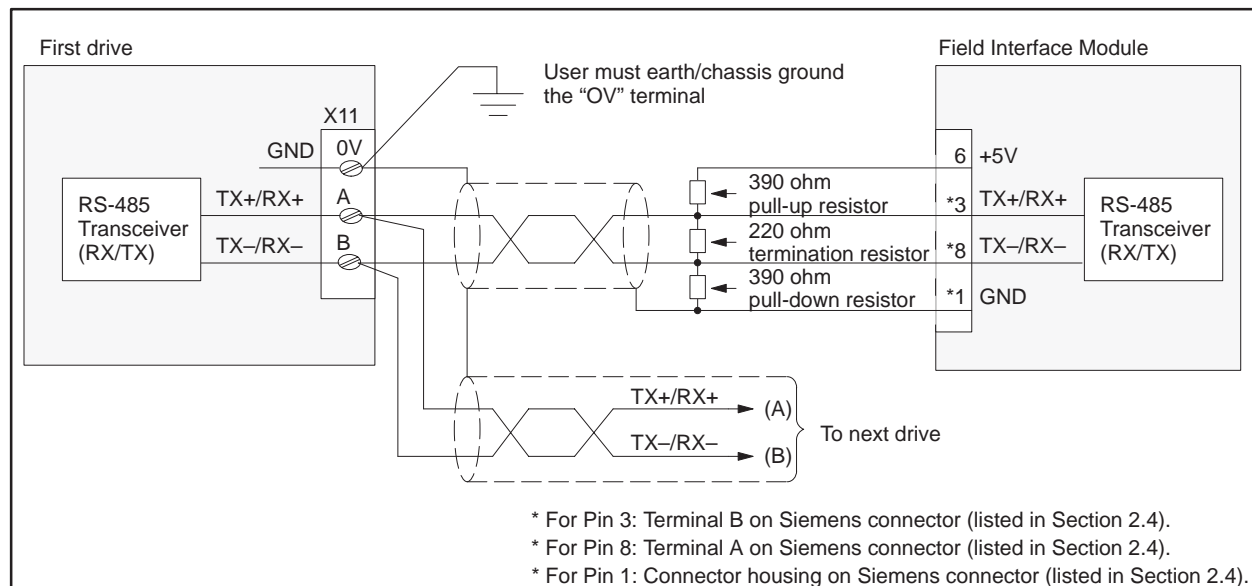 First drive
Field Interface Module
User must earth/chassis ground
the “OV” terminal
X11
GND
0V
6
+5V
390 ohm
pull-up resistor
RS-485
Transceiver
(RX/TX)
TX+/RX+
A
*3
TX+/RX+
RS-485
Transceiver
(RX/TX)
220 ohm
termination resistor
TX–/RX–
B
*8
TX–/RX–
390 ohm
pull-down resistor
*1
GND
TX+/RX+
(A)
To next drive
TX–/RX–
(B)
* For Pin 3: Terminal B on Siemens connector (listed in Section 2.4).
* For Pin 8: Terminal A on Siemens connector (listed in Section 2.4).
* For Pin 1: Connector housing on Siemens connector (listed in Section 2.4).